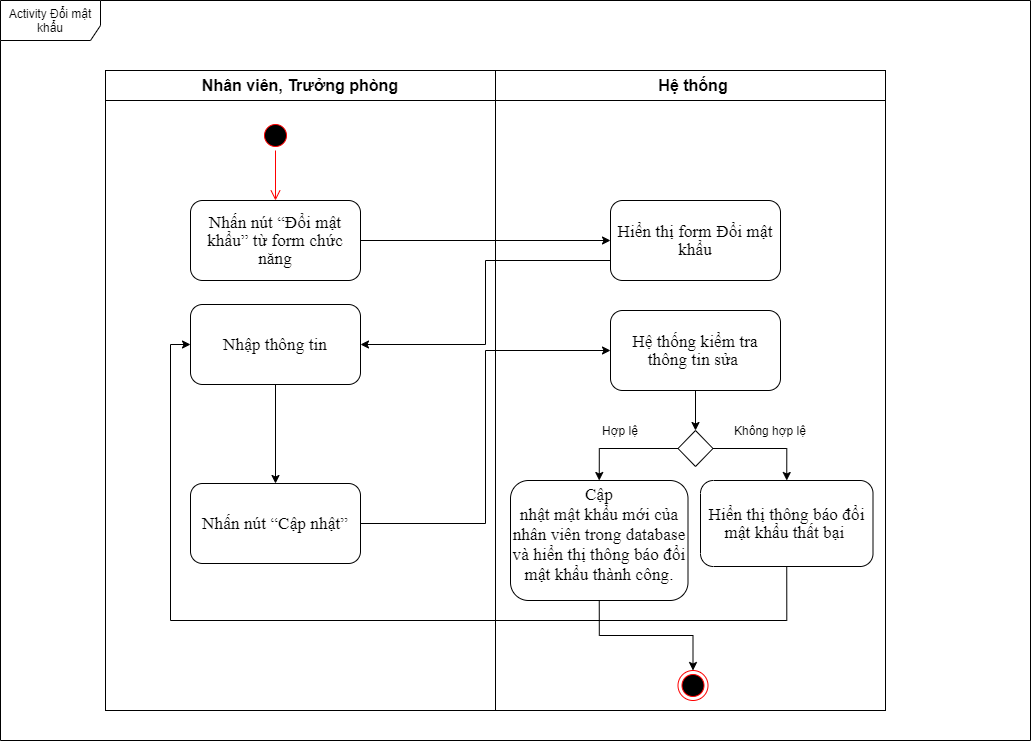 Activity Đổi mật
khẩu
Nhân viên, Trưởng phòng
Hệ thống
Nhấn nút “Đổi mật
khẩu” từ form chức
năng
Hiển thị form Đổi mật
khẩu
Nhập thông tin
Hệ thống kiểm tra
thông tin sửa
Hợp lệ
Không hợp lệ
Nhấn nút “Cập nhật”
Cập
nhật mật khẩu mới của
nhân viên trong database
và hiển thị thông báo đổi
mật khẩu thành công.
Hiển thị thông báo đổi
mật khẩu thất bại